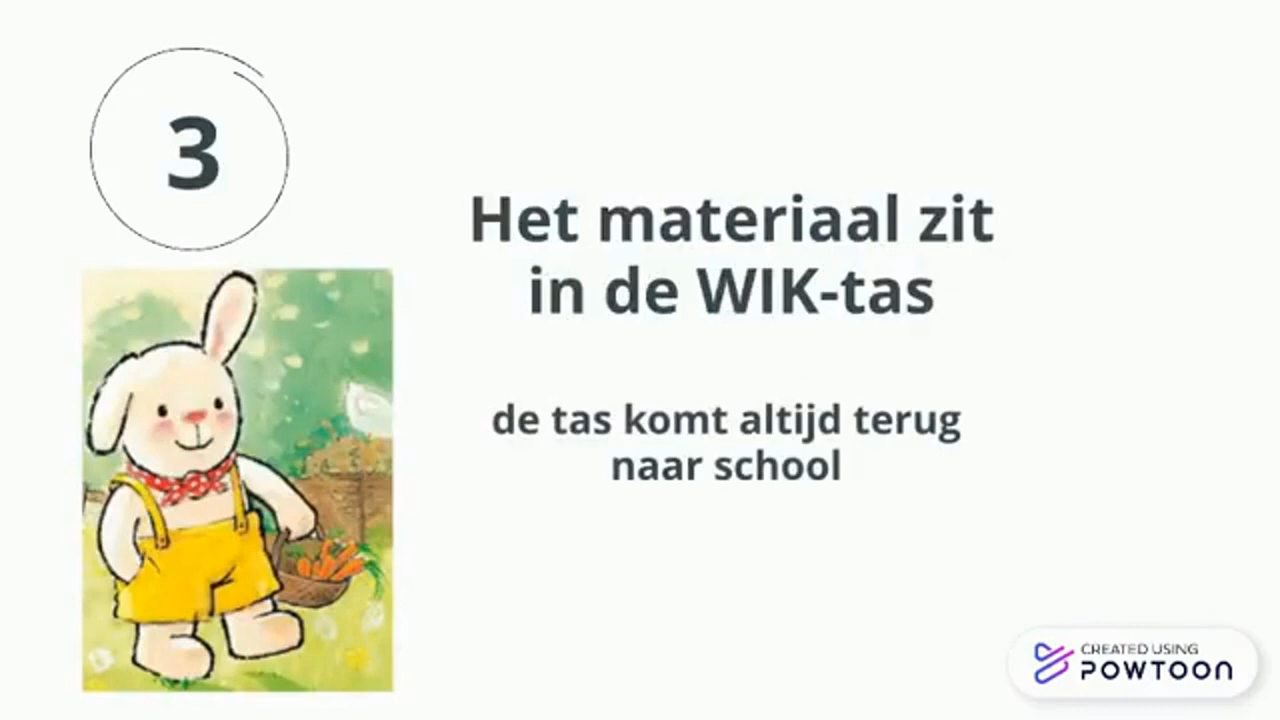 3
Het materiaal zit
in de WIK-tas
de tas komt altijd terug
naar school
CREATED USING
POWTOON